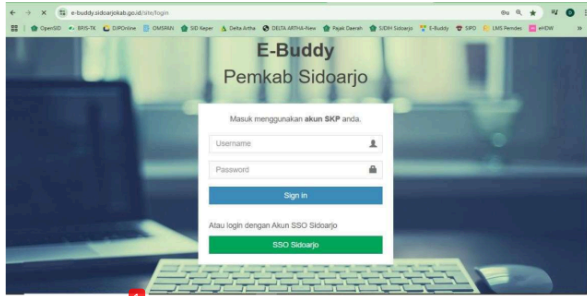 e-buddy.sidoarjokab.go.id/site/login
OpenSID BRIS-TK DJPOnline OMSPAN SID Keper Delta Artha DELTA ARTHA-New Pajak Daerah SJDIH Sidoarjo E-Buddy SIPD LMS Pemdes eHDW »
E-Buddy
Pemkab Sidoarjo
Masuk menggunakan akun SKP anda.
Username
Password
Sign in
Atau login dengan Akun SSO Sidoarjo
SSO Sidoarjo